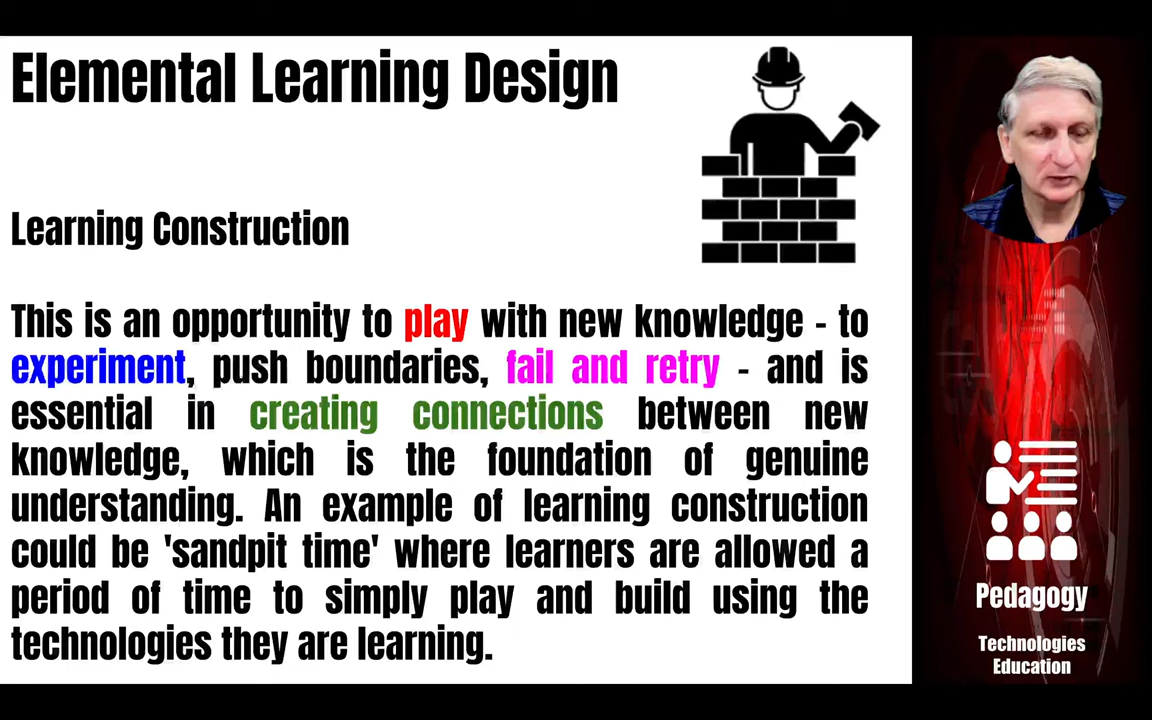 Elemental Learning Design
Learning Construction
This is an opportunity to play with new knowledge - to
experiment, push boundaries, fail and retry - and is
essential in creating connections between new
knowledge, which is the foundation of genuine
understanding. An example of learning construction
could be 'sandpit time' where learners are allowed a
period of time to simply play and build using the
technologies they are learning.
Pedagogy
Technologies
Education